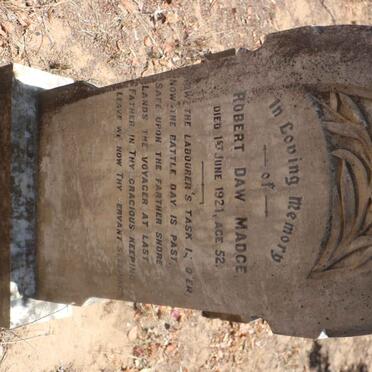 In Loving Memory
of
ROBERT DAW MADGE
DIED 1ST JUNE 1921, AGE 52.
NOW THE LABOURER'S TASK IS O'ER
NOW THE BATTLE DAY IS PAST,
SAFE UPON THE FARTHER SHORE
LANDS THE VOYAGER AT LAST
FATHER IN THY GRACIOUS KEEPING
LEAVE WE NOW THY SERVANT